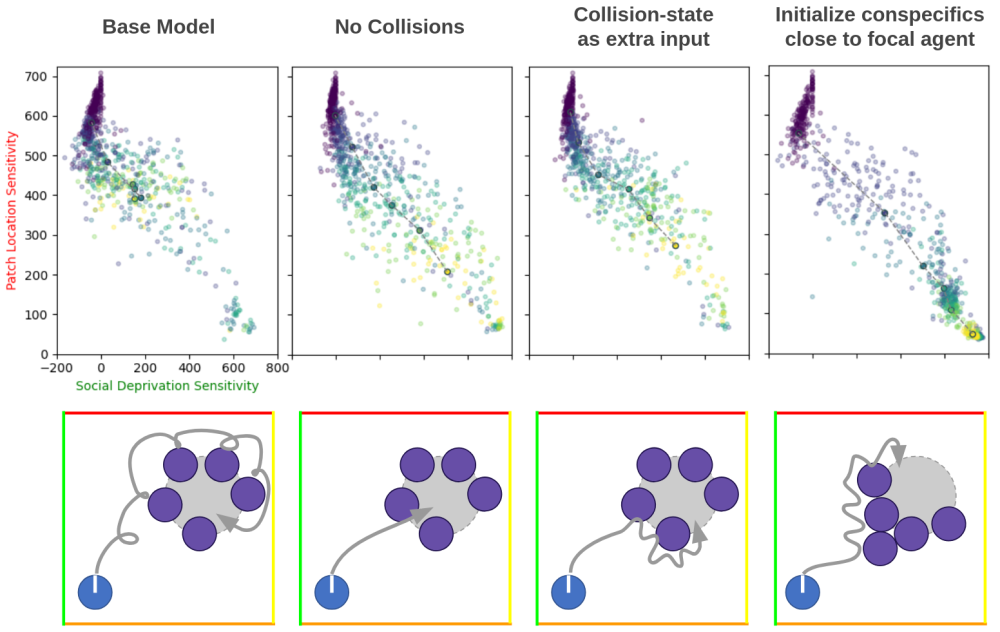 Base Model
No Collisions
Collision-state
as extra input
Initialize conspecifics
close to focal agent
Patch Location Sensitivity
700
600
500
400
300
200
100
0
−200
0
200
400
600
800
Social Deprivation Sensitivity